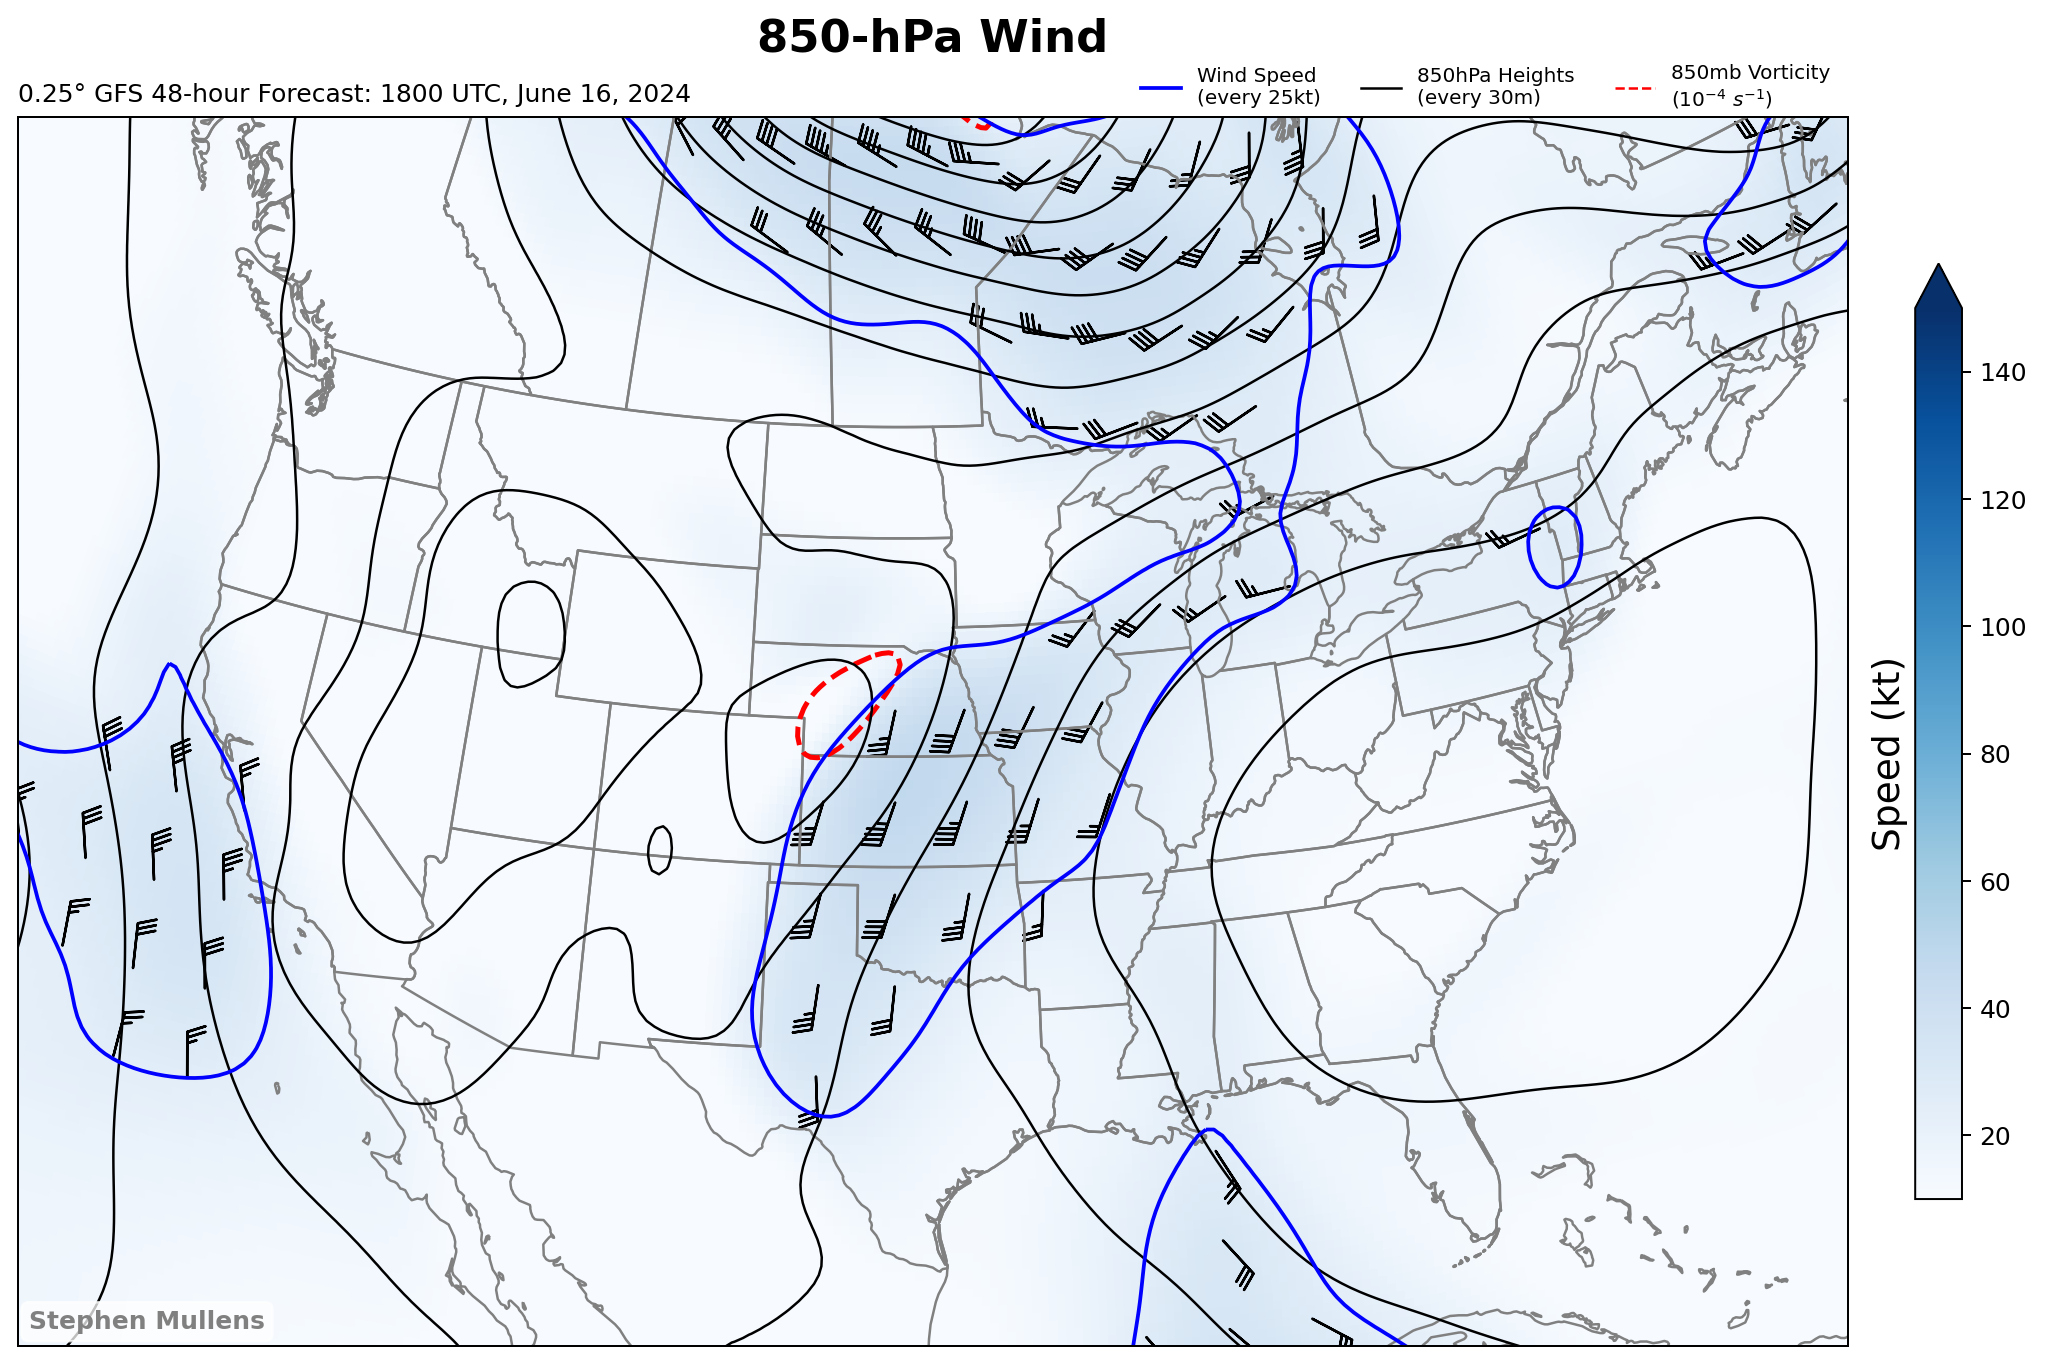 850-hPa Wind
0.25° GFS 48-hour Forecast: 1800 UTC, June 16, 2024
Wind Speed
(every 25kt)
850hPa Heights
(every 30m)
850mb Vorticity
(10⁻⁴ s⁻¹)
140
120
100
80
60
40
20
Speed (kt)
Stephen Mullens